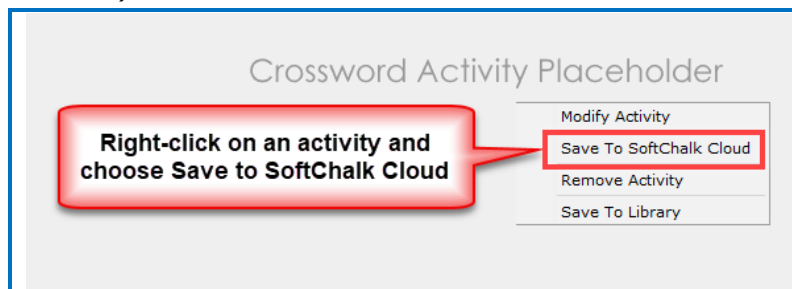 Crossword Activity Placeholder
Right-click on an activity and
choose Save to SoftChalk Cloud
Modify Activity
Save To SoftChalk Cloud
Remove Activity
Save To Library